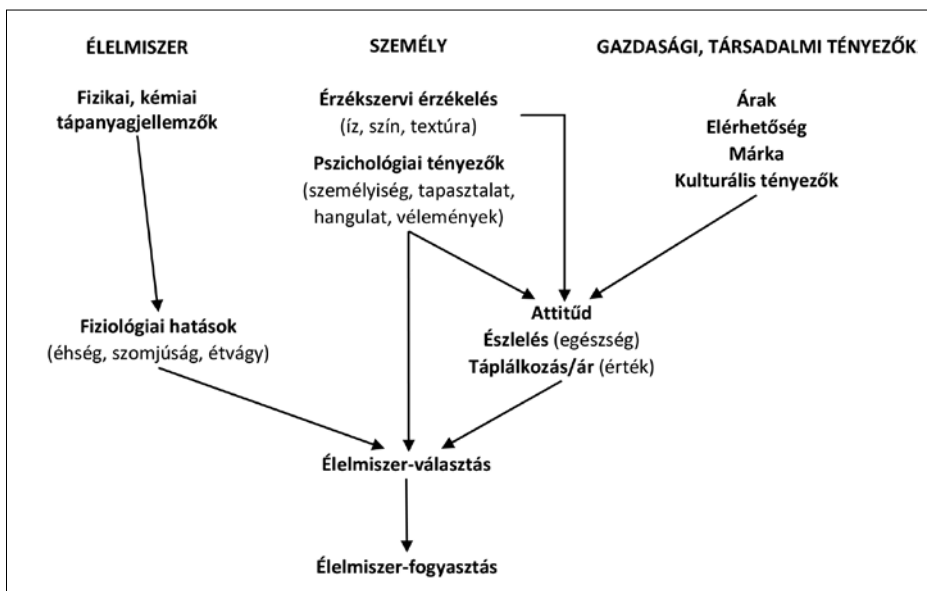 ÉLELMISZER
SZEMÉLY
GAZDASÁGI, TÁRSADALMI TÉNYEZŐK
Fizikai, kémiai
tápanyagjellemzők
Érzékszervi érzékelés
(íz, szín, textúra)
Pszichológiai tényezők
(személyiség, tapasztalat,
hangulat, vélemények)
Árak
Elérhetőség
Márka
Kulturális tényezők
Fiziológiai hatások
(éhség, szomjúság, étvágy)
Attitűd
Észlelés (egészség)
Táplálkozás/ár (érték)
Élelmiszer-választás
Élelmiszer-fogyasztás